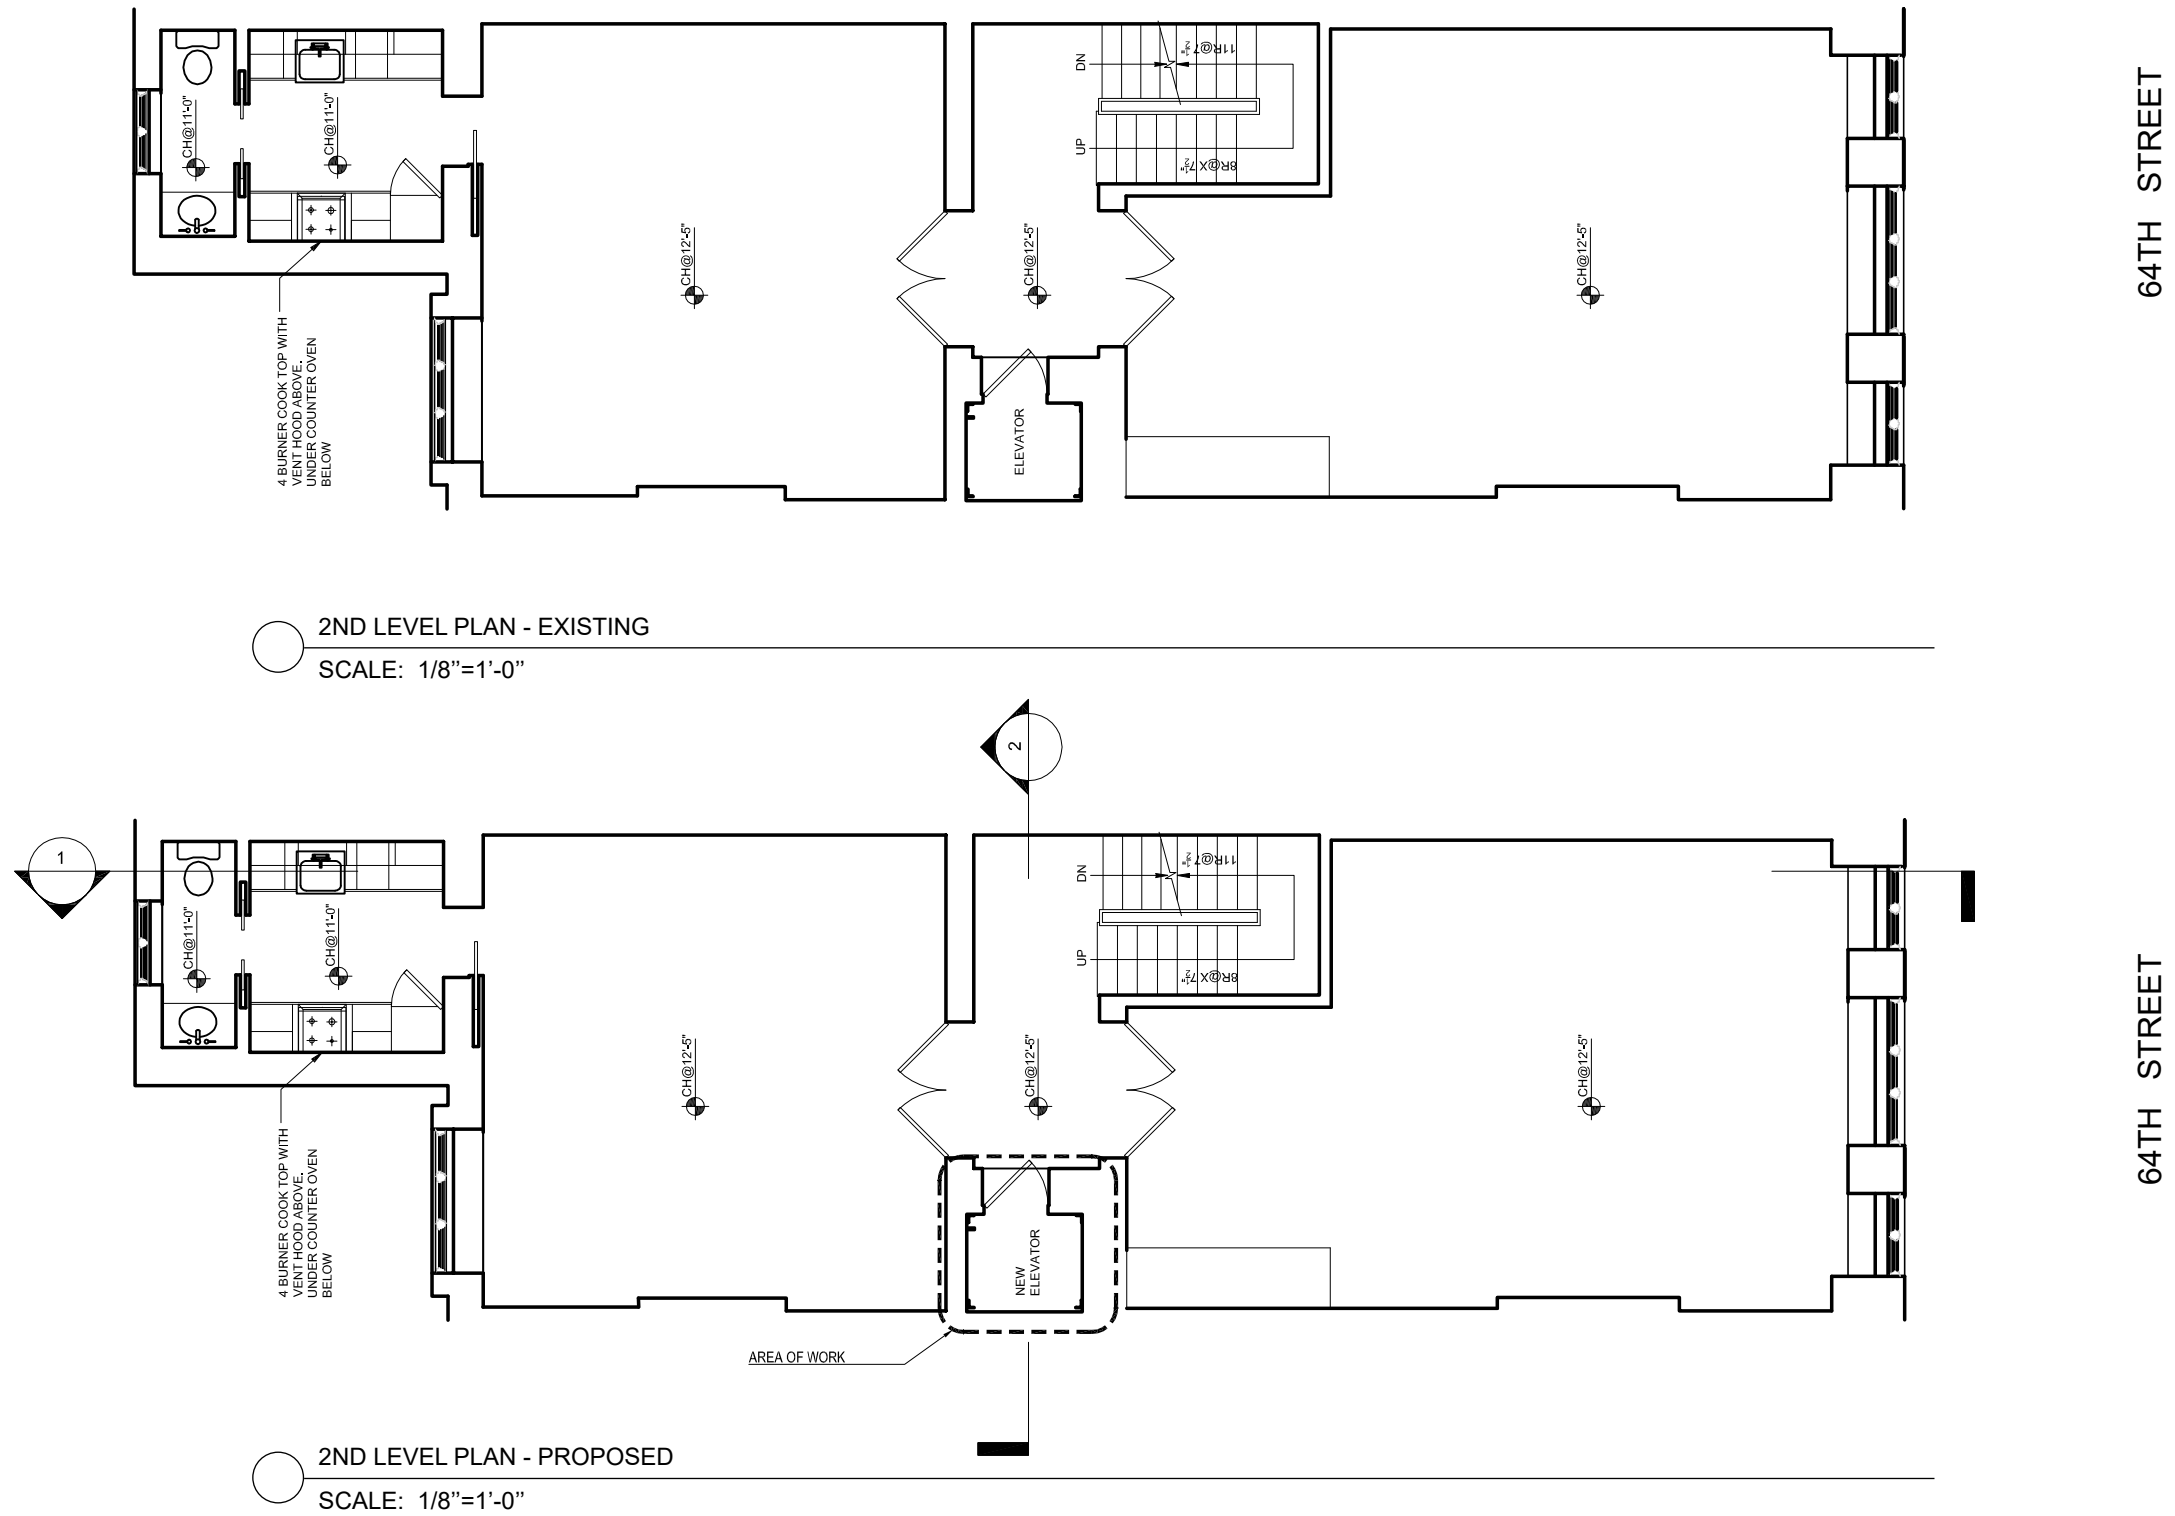 CH@11'-0"
CH@11'-0"
4 BURNER COOK TOP WITH
VENT HOOD ABOVE.
UNDER COUNTER OVEN
BELOW
CH@12'-5"
DN
11R@7
UP
8R@X 7½"
CH@12'-5"
ELEVATOR
CH@12'-5"
64TH STREET
2ND LEVEL PLAN - EXISTING
SCALE: 1/8”=1’-0”
2
1
CH@11'-0"
CH@11'-0"
4 BURNER COOK TOP WITH
VENT HOOD ABOVE.
UNDER COUNTER OVEN
BELOW
CH@12'-5"
DN
11R@7
UP
8R@X 7½"
CH@12'-5"
NEW
ELEVATOR
CH@12'-5"
64TH STREET
AREA OF WORK
2ND LEVEL PLAN - PROPOSED
SCALE: 1/8”=1’-0”